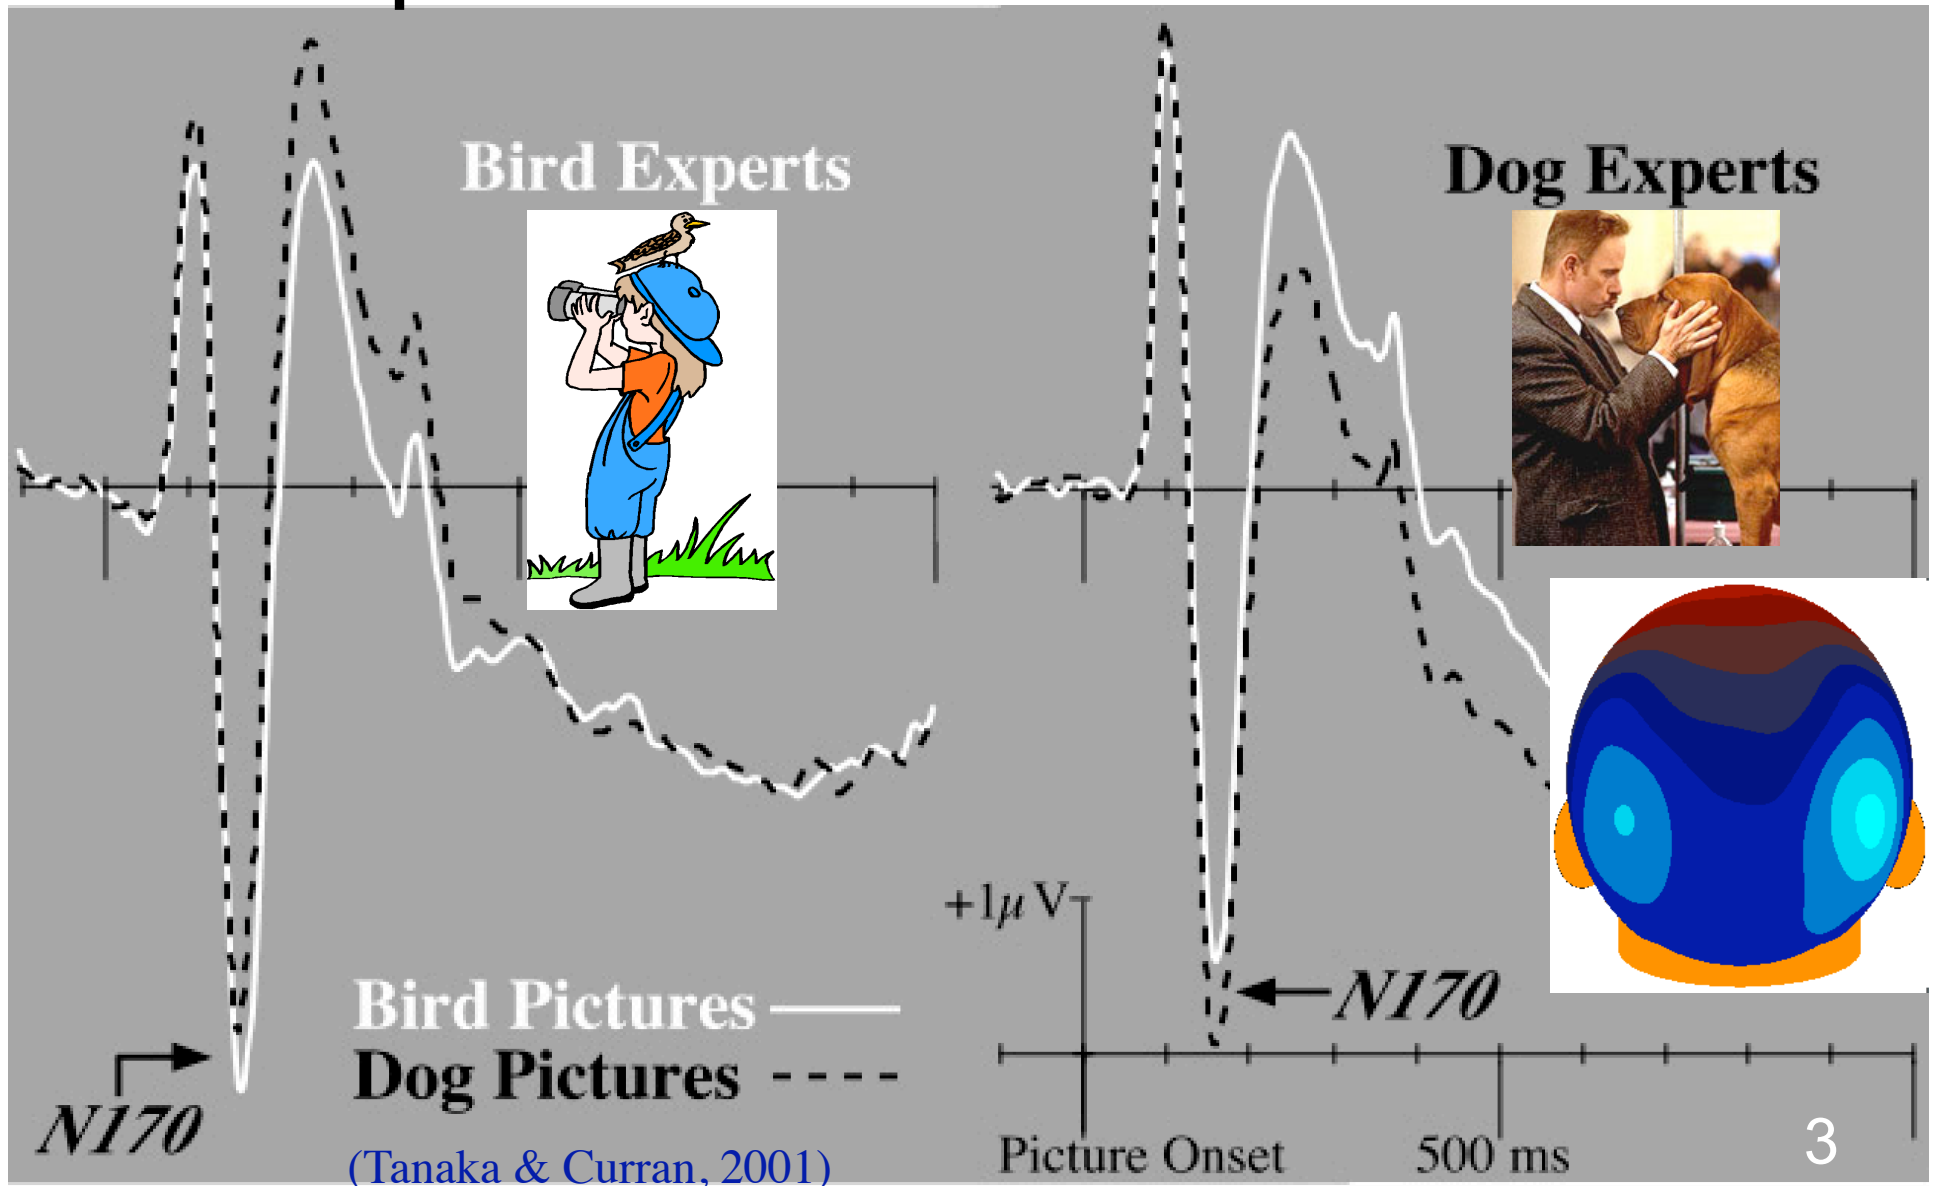 Bird Experts
Dog Experts
+1μV
N170
Bird Pictures
Dog Pictures
N170
(Tanaka & Curran, 2001)
Picture Onset
500 ms
3